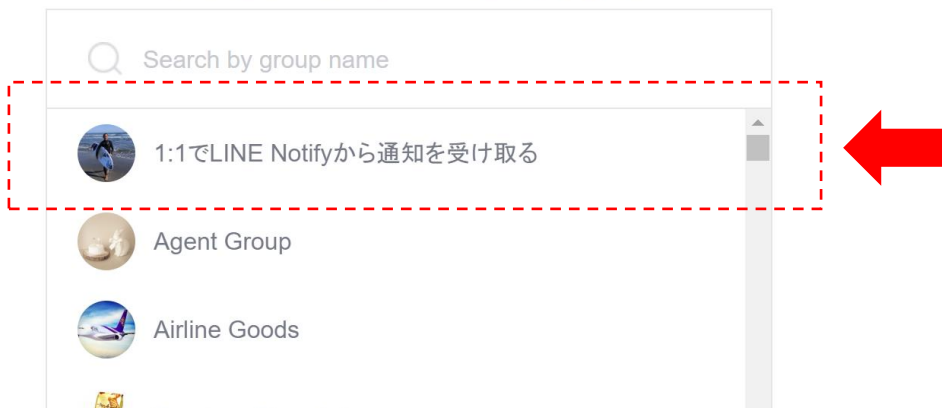 Search by group name
1:1でLINE Notifyから通知を受け取る
Agent Group
Airline Goods